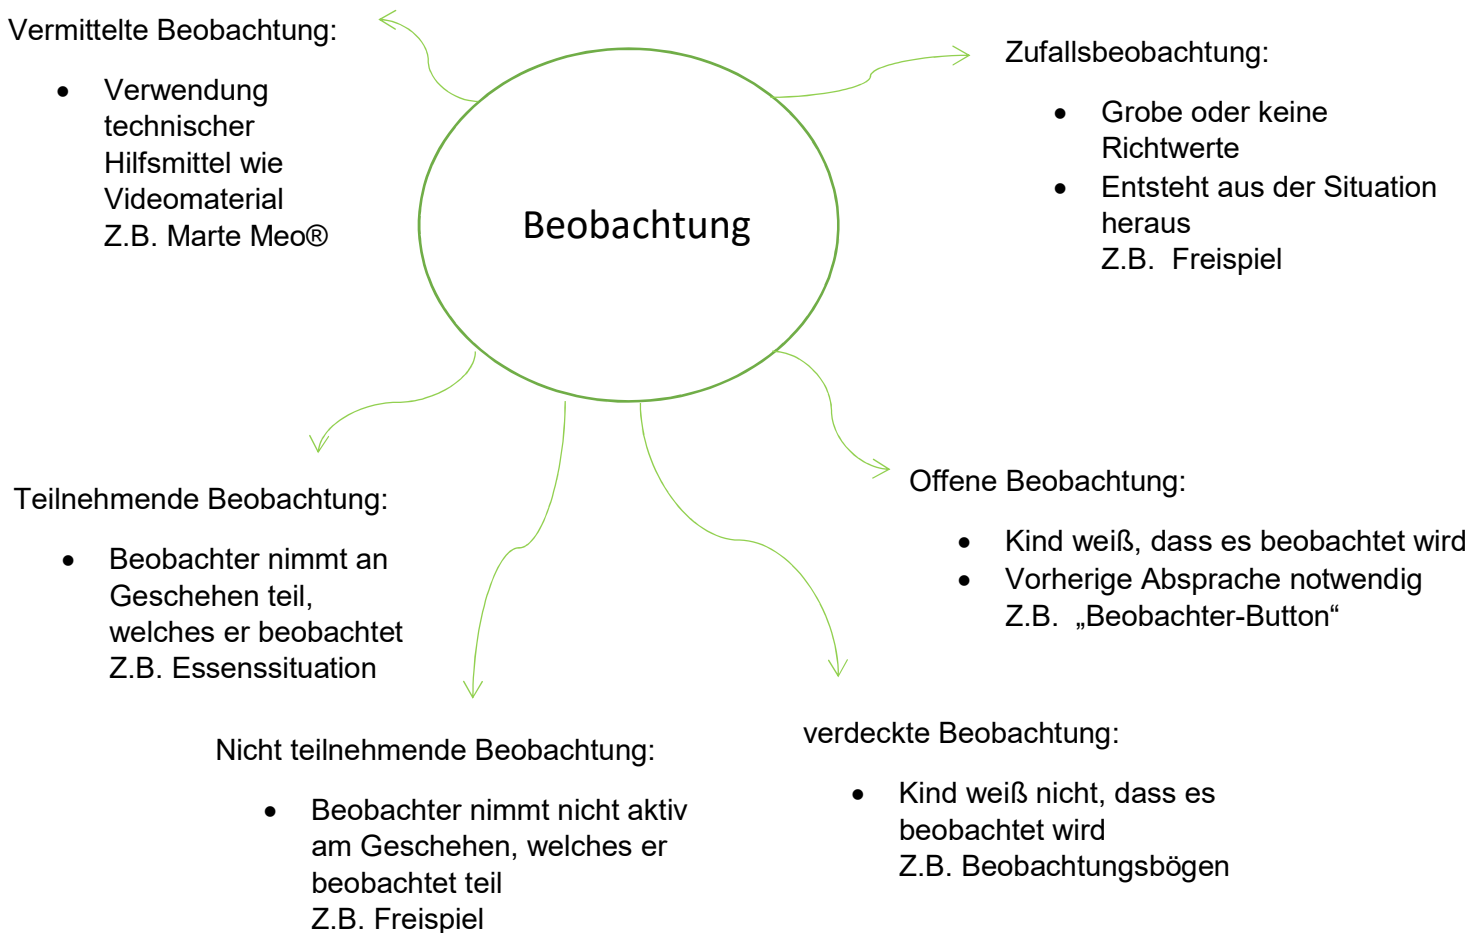 Vermittelte Beobachtung:
• Verwendung
technischer
Hilfsmittel wie
Videomaterial
Z.B. Marte Meo®
Beobachtung
Zufallsbeobachtung:
• Grobe oder keine
Richtwerte
• Entsteht aus der Situation
heraus
Z.B. Freispiel
Teilnehmende Beobachtung:
• Beobachter nimmt an
Geschehen teil,
welches er beobachtet
Z.B. Essenssituation
Offene Beobachtung:
• Kind weiß, dass es beobachtet wird
• Vorherige Absprache notwendig
Z.B. „Beobachter-Button“
Nicht teilnehmende Beobachtung:
• Beobachter nimmt nicht aktiv
am Geschehen, welches er
beobachtet teil
Z.B. Freispiel
verdeckte Beobachtung:
• Kind weiß nicht, dass es
beobachtet wird
Z.B. Beobachtungsbögen